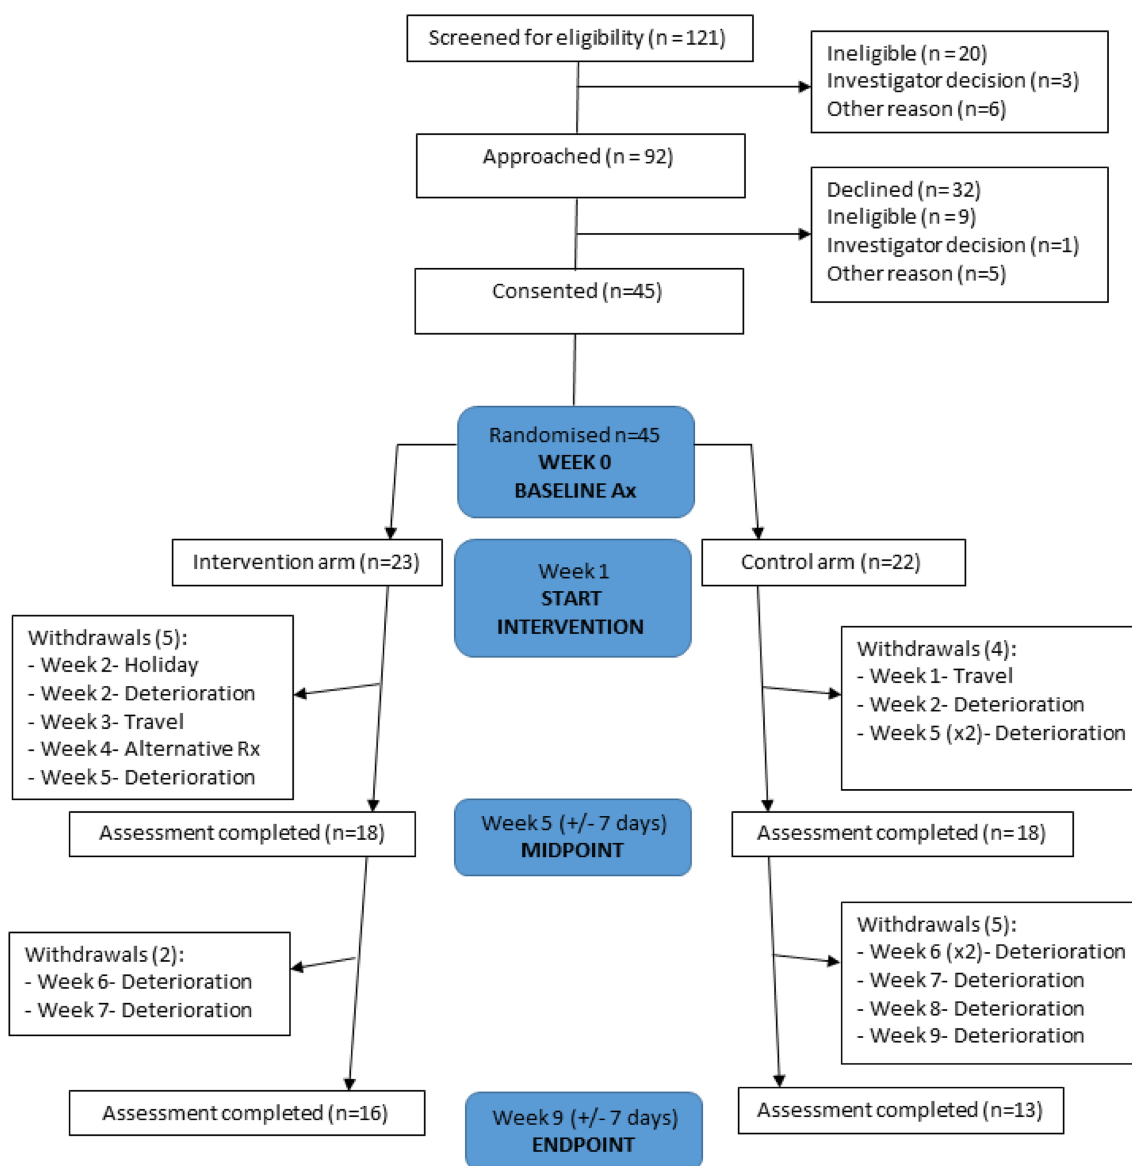 Screened for eligibility (n = 121)
Ineligible (n = 20)
Investigator decision (n=3)
Other reason (n=6)
Approached (n = 92)
Declined (n= 32)
Ineligible (n = 9)
Investigator decision (n=1)
Other reason (n=5)
Consented (n=45)
Randomised n=45
WEEK 0
BASELINE Ax
Intervention arm (n=23)
Week 1
START
INTERVENTION
Control arm (n=22)
Withdrawals (5):
- Week 2- Holiday
- Week 2- Deterioration
- Week 3- Travel
- Week 4- Alternative Rx
- Week 5- Deterioration
Withdrawals (4):
- Week 1- Travel
- Week 2- Deterioration
- Week 5 (x2)- Deterioration
Assessment completed (n=18)
Week 5 (+/- 7 days)
MIDPOINT
Assessment completed (n= 18)
Withdrawals (2):
- Week 6- Deterioration
- Week 7- Deterioration
Withdrawals (5):
- Week 6 (x2)- Deterioration
- Week 7- Deterioration
- Week 8- Deterioration
- Week 9- Deterioration
Assessment completed (n=16)
Week 9 (+/- 7 days)
ENDPOINT
Assessment completed (n=13)